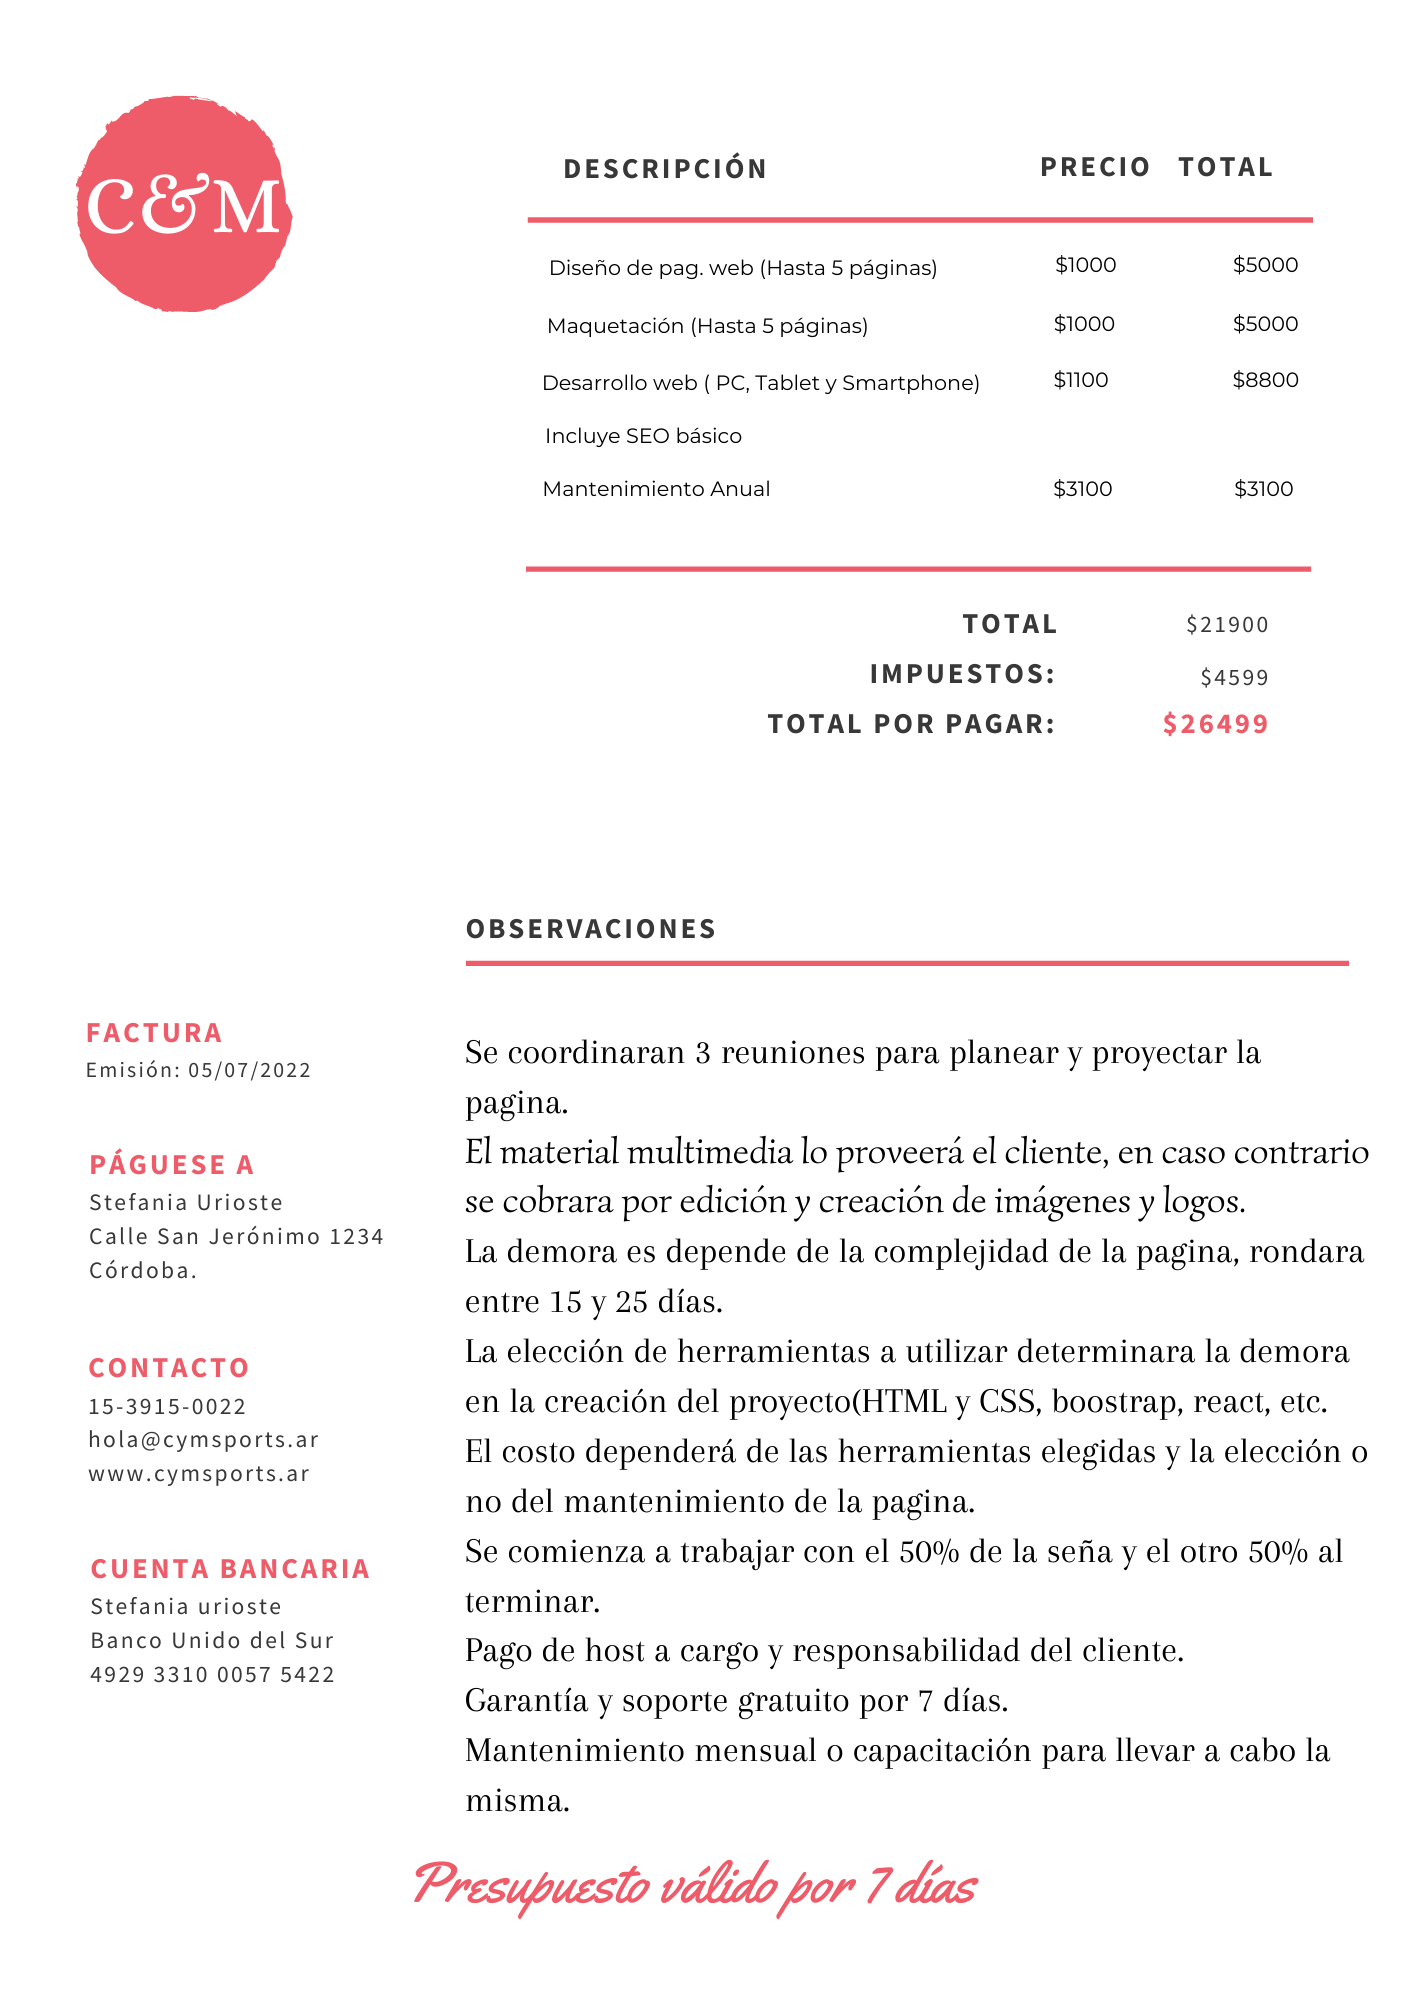 C&M
DESCRIPCIÓN PRECIO TOTAL
Diseño de pag. web (Hasta 5 páginas) $1000 $5000
Maquetación (Hasta 5 páginas) $1000 $5000
Desarrollo web ( PC, Tablet y Smartphone) $1100 $8800
Incluye SEO básico
Mantenimiento Anual $3100 $3100
TOTAL $21900
IMPUESTOS: $4599
TOTAL POR PAGAR: $26499
FACTURA
Emisión: 05/07/2022
PÁGUESE A
Stefania Urioste
Calle San Jerónimo 1234
Córdoba.
CONTACTO
15-3915-0022
hola@cymsports.ar
www.cymsports.ar
CUENTA BANCARIA
Stefania urioste
Banco Unido del Sur
4929 3310 0057 5422
OBSERVACIONES
Se coordinaran 3 reuniones para planear y proyectar la
pagina.
El material multimedia lo proveerá el cliente, en caso contrario
se cobrara por edición y creación de imágenes y logos.
La demora es depende de la complejidad de la pagina, rondara
entre 15 y 25 días.
La elección de herramientas a utilizar determinara la demora
en la creación del proyecto(HTML y CSS, boostrap, react, etc.
El costo dependerá de las herramientas elegidas y la elección o
no del mantenimiento de la pagina.
Se comienza a trabajar con el 50% de la seña y el otro 50% al
terminar.
Pago de host a cargo y responsabilidad del cliente.
Garantía y soporte gratuito por 7 días.
Mantenimiento mensual o capacitación para llevar a cabo la
misma.
Presupuesto válido por 7 días